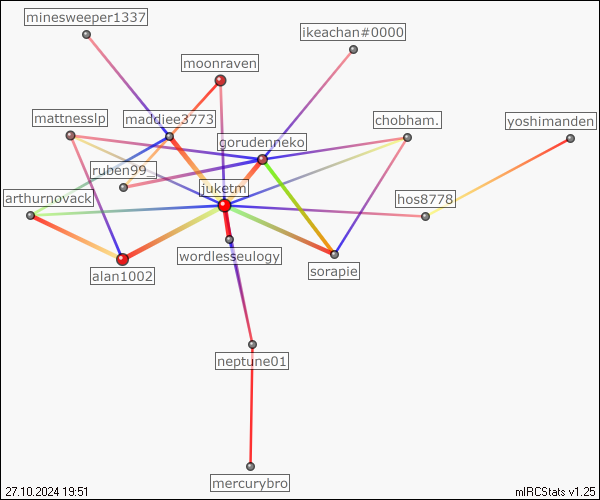 minesweeper1337
ikeachan#0000
moonraven
mattnesslp
maddiee3773
chobham.
yoshimanden
gorudenneko
ruben99_
arthurnovack
juketm
hos8778
wordlesseulogy
alan1002
sorapie
neptune01
mercurybro
27.10.2024 19:51
mIRCStats v1.25